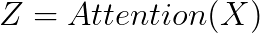 Z = Attention(X)